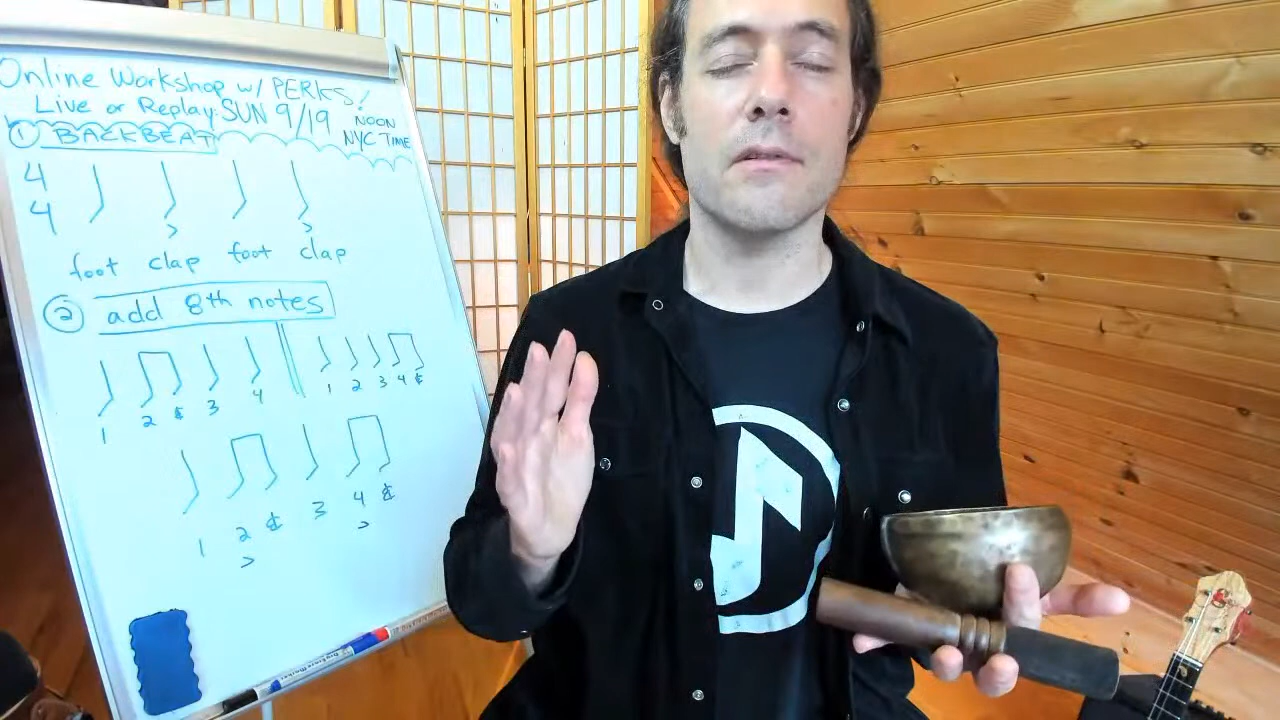 Online Workshop w/ PERKS!
Live or Replay: SUN 9/19 NOON
NYC TIME
① BACKBEAT
4
4
> >
foot clap foot clap
② add 8th notes
1 2 & 3 4 1 2 3 4 &
1 2 & 3 4 &
> >